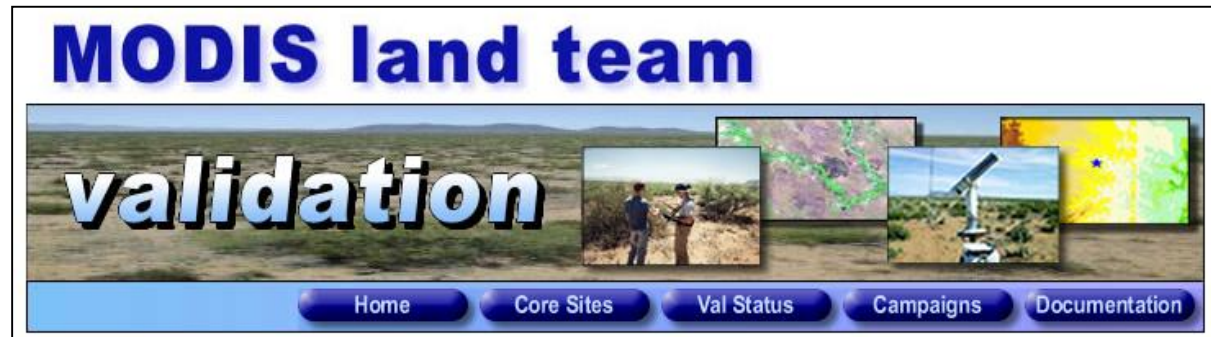 MODIS land team
validation
Home Core Sites Val Status Campaigns Documentation